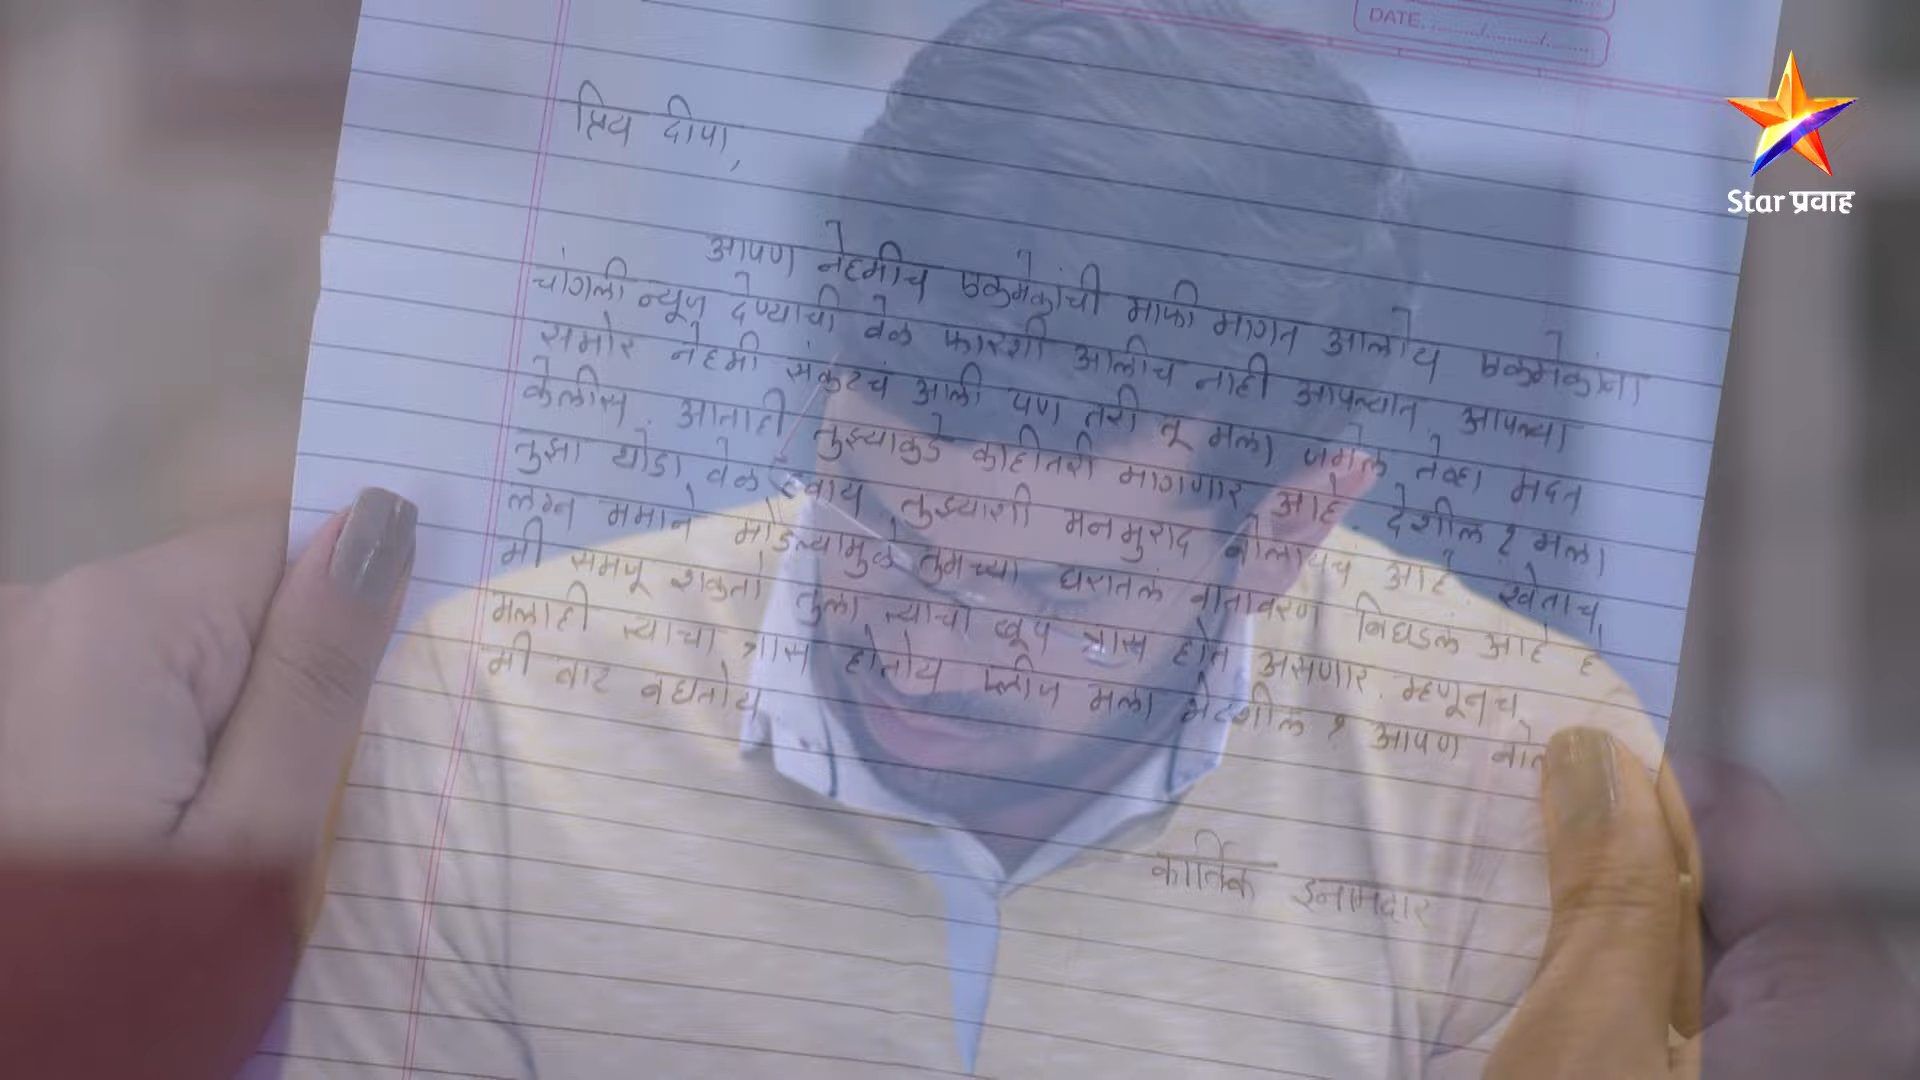 DATE
Star प्रवाह
प्रिय दीपा,
आपण नेहमीच एकमेकांची माफी मागत आलोय एकमेकांना
चांगली न्यूज देण्याची वेळ फारशी आलीच नाही आपल्यात. आपल्या
समोर नेहमी संकटचं आली पण तरी तू मला जमेल तेव्हा मदत
केलीस. आताही तुझ्याकडे काहीतरी मागणार आहे. देशील? मला
तुझा थोडा वेळ हवाय तुझ्याशी मनमुराद बोलायचं आहे. श्वेताचं
लग्न ममाने मोडल्यामुळे तुमच्या घरातलं वातावरण बिघडलं आहे हे
मी समजू शकतो तुला त्याचा खूप त्रास होत असणार. म्हणूनच
मलाही त्याचा त्रास होतोय प्लीज मला भेटशील? आपण
मी वाट बघतोय.
कार्तिक इनामदार